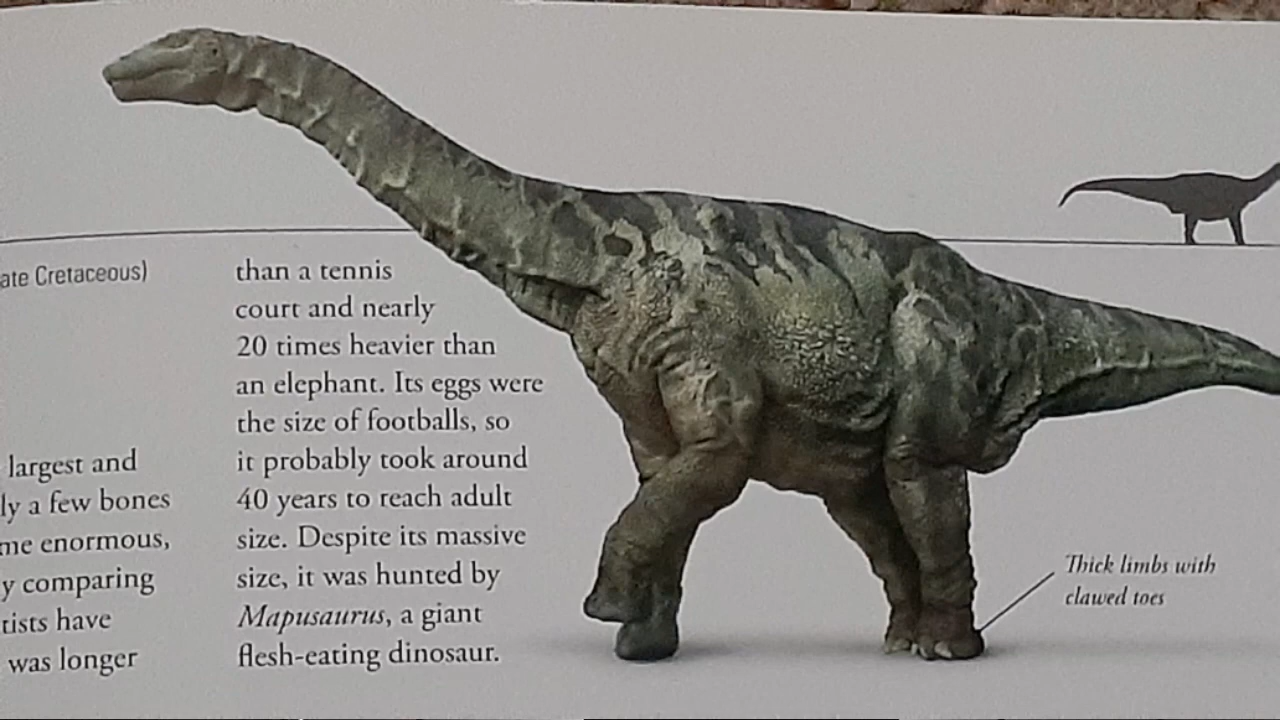 ate Cretaceous)
largest and
ly a few bones
me enormous,
y comparing
tists have
was longer
than a tennis
court and nearly
20 times heavier than
an elephant. Its eggs were
the size of footballs, so
it probably took around
40 years to reach adult
size. Despite its massive
size, it was hunted by
Mapusaurus, a giant
flesh-eating dinosaur.
Thick limbs with
clawed toes